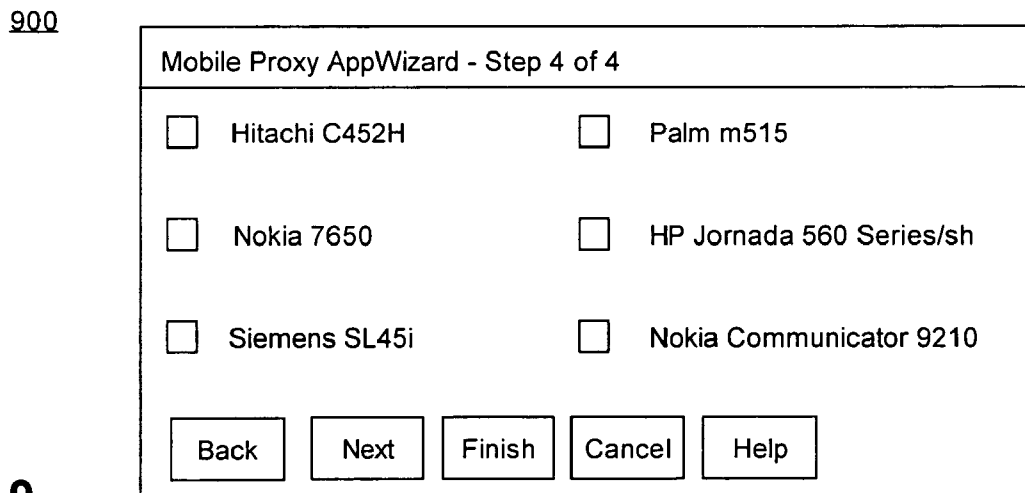 900
Mobile Proxy AppWizard - Step 4 of 4
Hitachi C452H Palm m515
Nokia 7650 HP Jornada 560 Series/sh
Siemens SL45i Nokia Communicator 9210
Back Next Finish Cancel Help